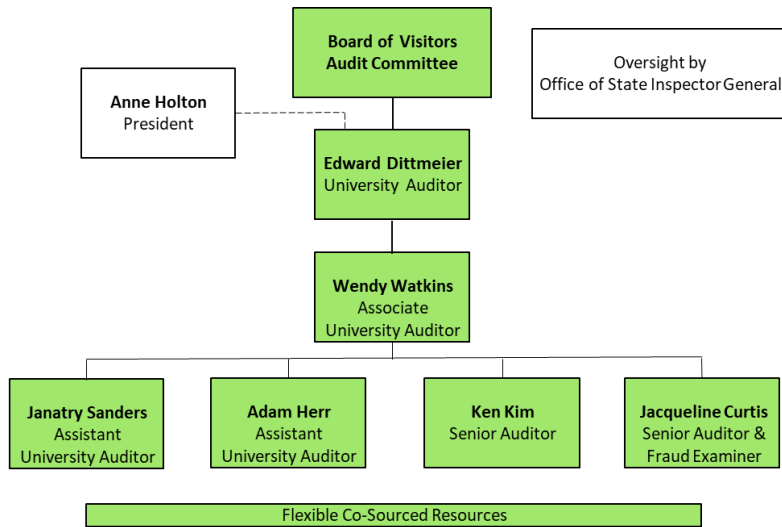 Board of Visitors
Audit Committee
Oversight by
Office of State Inspector General
Anne Holton
President
Edward Dittmeier
University Auditor
Wendy Watkins
Associate
University Auditor
Janatry Sanders
Assistant
University Auditor
Adam Herr
Assistant
University Auditor
Ken Kim
Senior Auditor
Jacqueline Curtis
Senior Auditor &
Fraud Examiner
Flexible Co-Sourced Resources